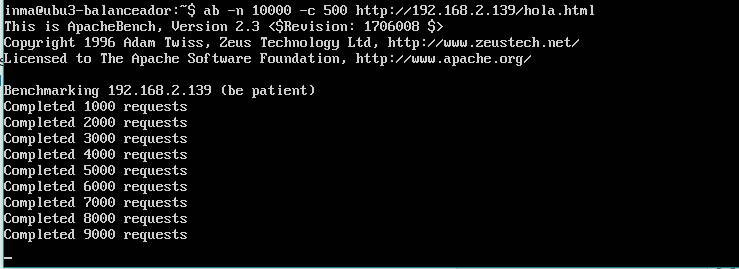 inma@ubu3-balanceador:~$ ab -n 10000 -c 500 http://192.168.2.139/hola.html
This is ApacheBench, Version 2.3 <$Revision: 1706008 $>
Copyright 1996 Adam Twiss, Zeus Technology Ltd, http://www.zeustech.net/
Licensed to The Apache Software Foundation, http://www.apache.org/
Benchmarking 192.168.2.139 (be patient)
Completed 1000 requests
Completed 2000 requests
Completed 3000 requests
Completed 4000 requests
Completed 5000 requests
Completed 6000 requests
Completed 7000 requests
Completed 8000 requests
Completed 9000 requests